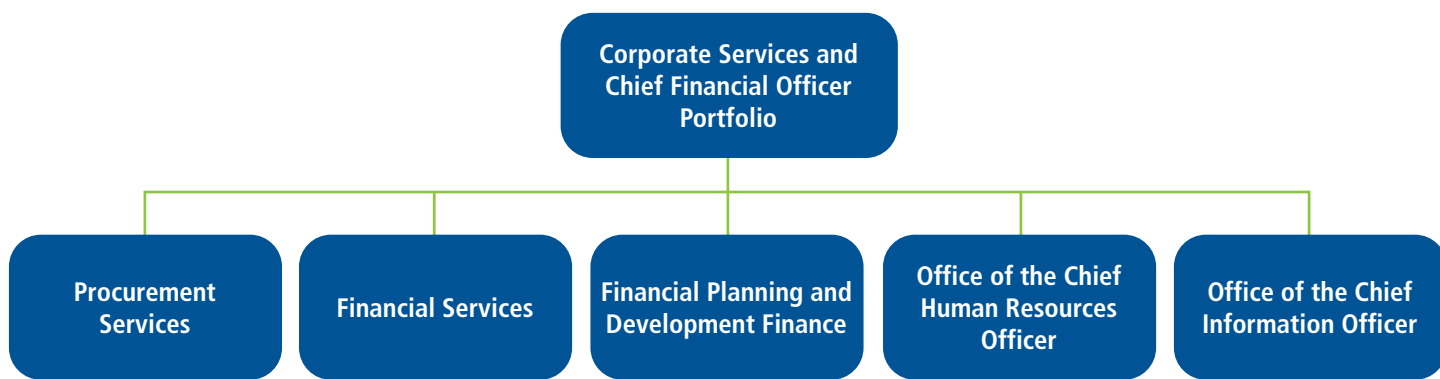 Corporate Services and
Chief Financial Officer
Portfolio
Procurement
Services
Financial Services
Financial Planning and
Development Finance
Office of the Chief
Human Resources
Officer
Office of the Chief
Information Officer